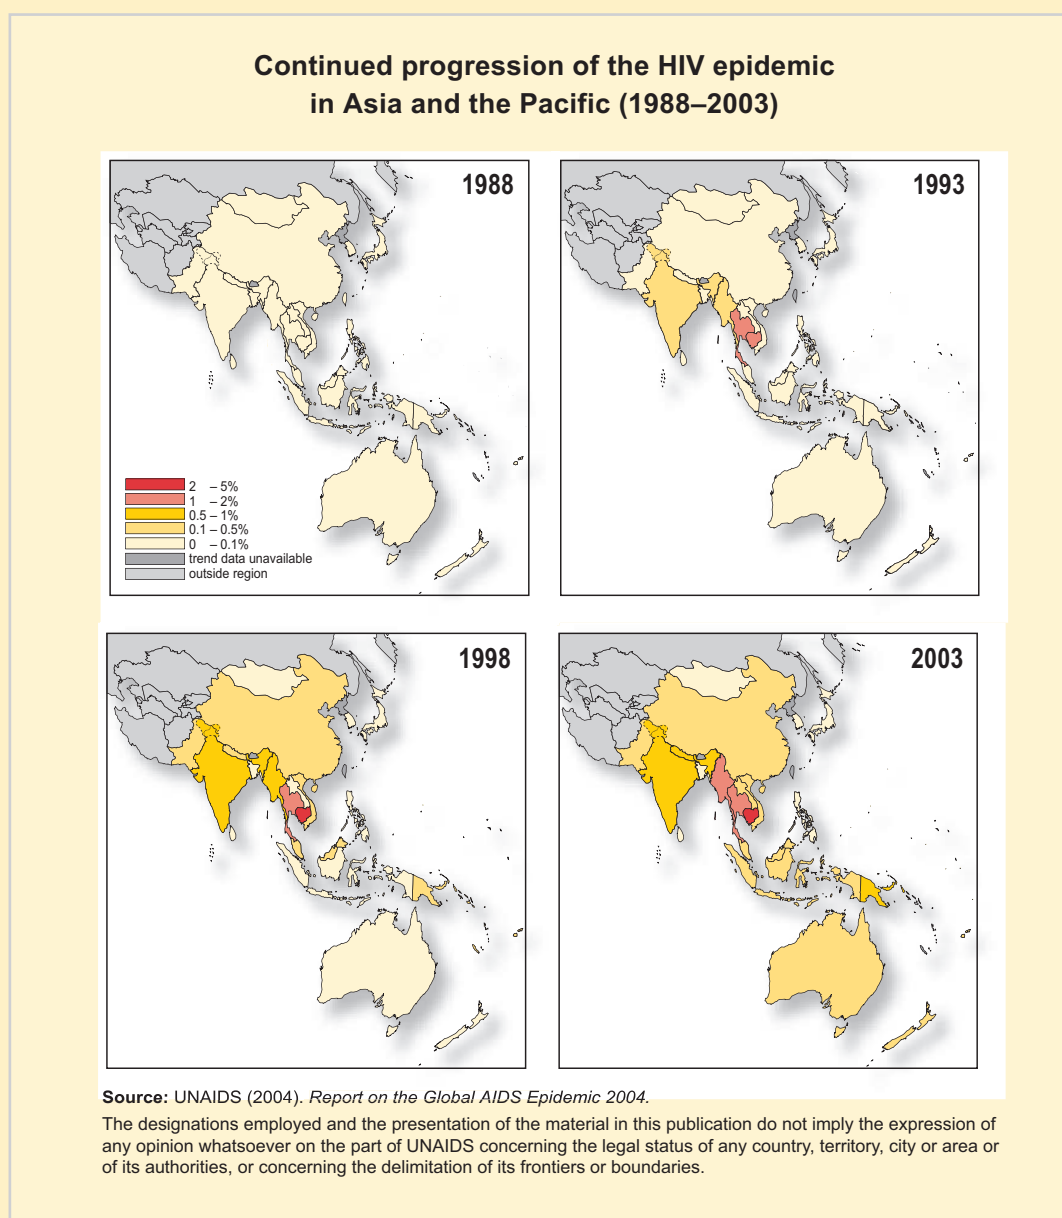 Continued progression of the HIV epidemic
in Asia and the Pacific (1988–2003)
1988
1993
2 – 5%
1 – 2%
0.5 – 1%
0.1 – 0.5%
0 – 0.1%
trend data unavailable
outside region
1998
2003
Source: UNAIDS (2004). Report on the Global AIDS Epidemic 2004.
The designations employed and the presentation of the material in this publication do not imply the expression of
any opinion whatsoever on the part of UNAIDS concerning the legal status of any country, territory, city or area or
of its authorities, or concerning the delimitation of its frontiers or boundaries.